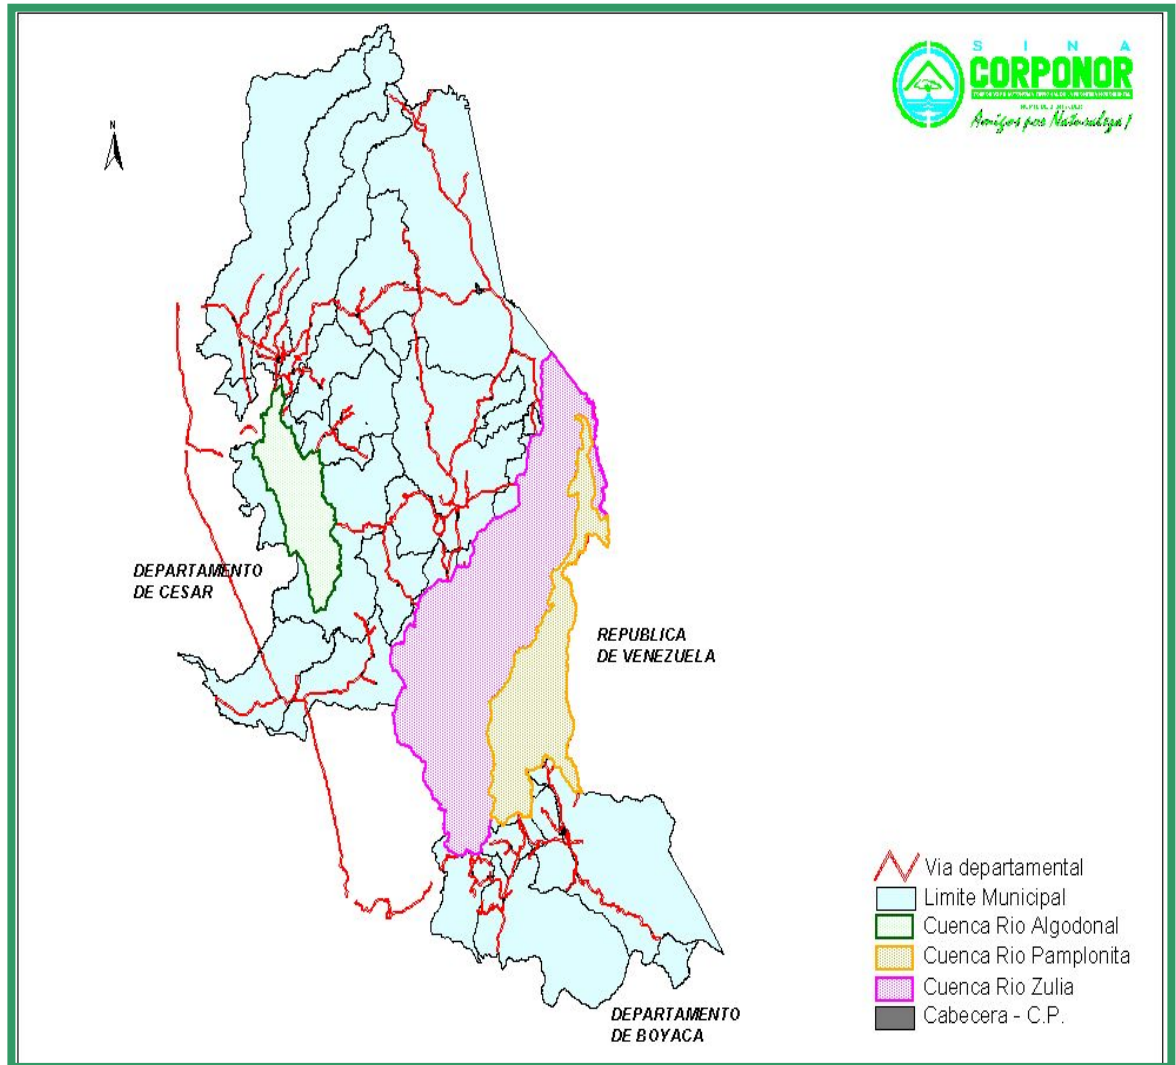 S I N A
CORPONOR
Amigos por Naturaleza!
N
DEPARTAMENTO
DE CESAR
REPUBLICA
DE VENEZUELA
DEPARTAMENTO
DE BOYACA
Via departamental
Limite Municipal
Cuenca Rio Algodonal
Cuenca Rio Pamplonita
Cuenca Rio Zulia
Cabecera - C.P.